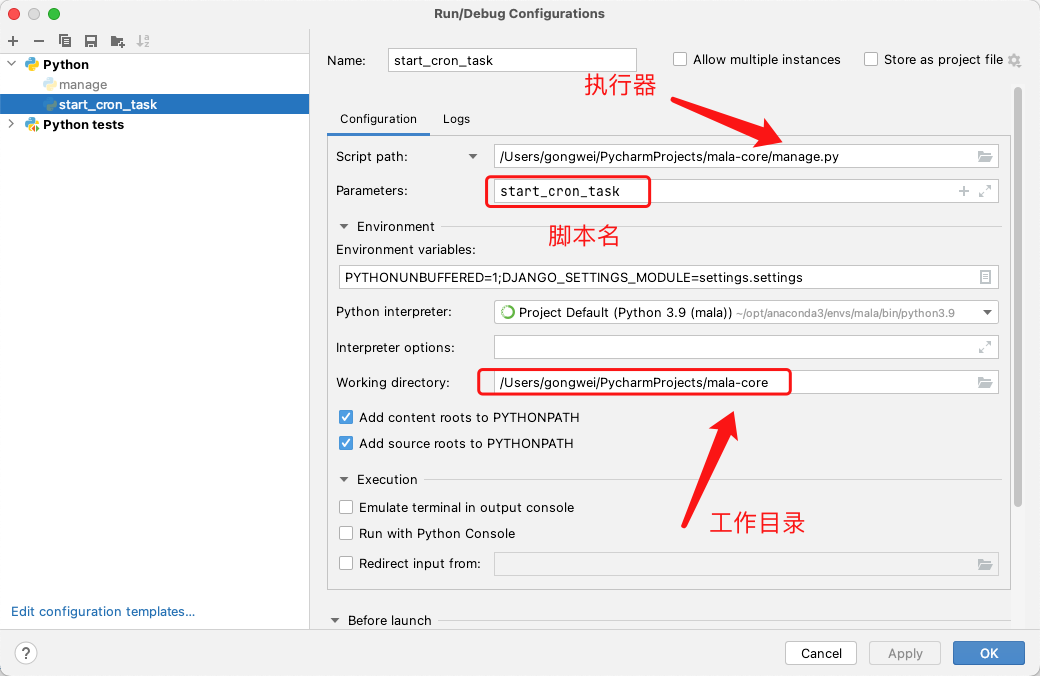 Run/Debug Configurations
Python
manage
start_cron_task
Python tests
Edit configuration templates...
Name:
start_cron_task
Allow multiple instances
Store as project file
执行器
Configuration
Logs
Script path:
/Users/gongwei/PycharmProjects/mala-core/manage.py
Parameters:
start_cron_task
Environment
脚本名
Environment variables:
PYTHONUNBUFFERED=1;DJANGO_SETTINGS_MODULE=settings.settings
Python interpreter:
Project Default (Python 3.9 (mala)) ~/opt/anaconda3/envs/mala/bin/python3.9
Interpreter options:
Working directory:
/Users/gongwei/PycharmProjects/mala-core
Add content roots to PYTHONPATH
Add source roots to PYTHONPATH
Execution
Emulate terminal in output console
工作目录
Run with Python Console
Redirect input from:
Before launch
?
Cancel
Apply
OK